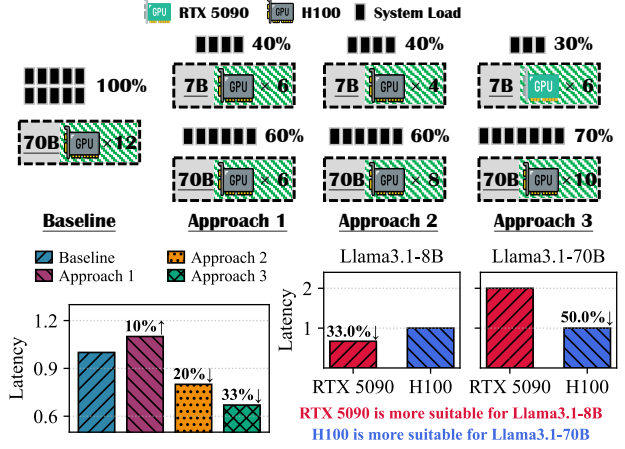 GPU RTX 5090 GPU H100 System Load
100%
70B GPU ×12
Baseline
40%
7B GPU × 6
60%
70B GPU × 6
Approach 1
40%
7B GPU × 4
60%
70B GPU × 8
Approach 2
30%
7B GPU × 6
70%
70B GPU × 10
Approach 3
Baseline
Approach 1
Approach 2
Approach 3
Latency
1.2
0.9
0.6
10%↑
20%↓
33%↓
Llama3.1-8B
Latency
2
1
33.0%↓
RTX 5090 H100
Llama3.1-70B
50.0%↓
RTX 5090 H100
RTX 5090 is more suitable for Llama3.1-8B
H100 is more suitable for Llama3.1-70B